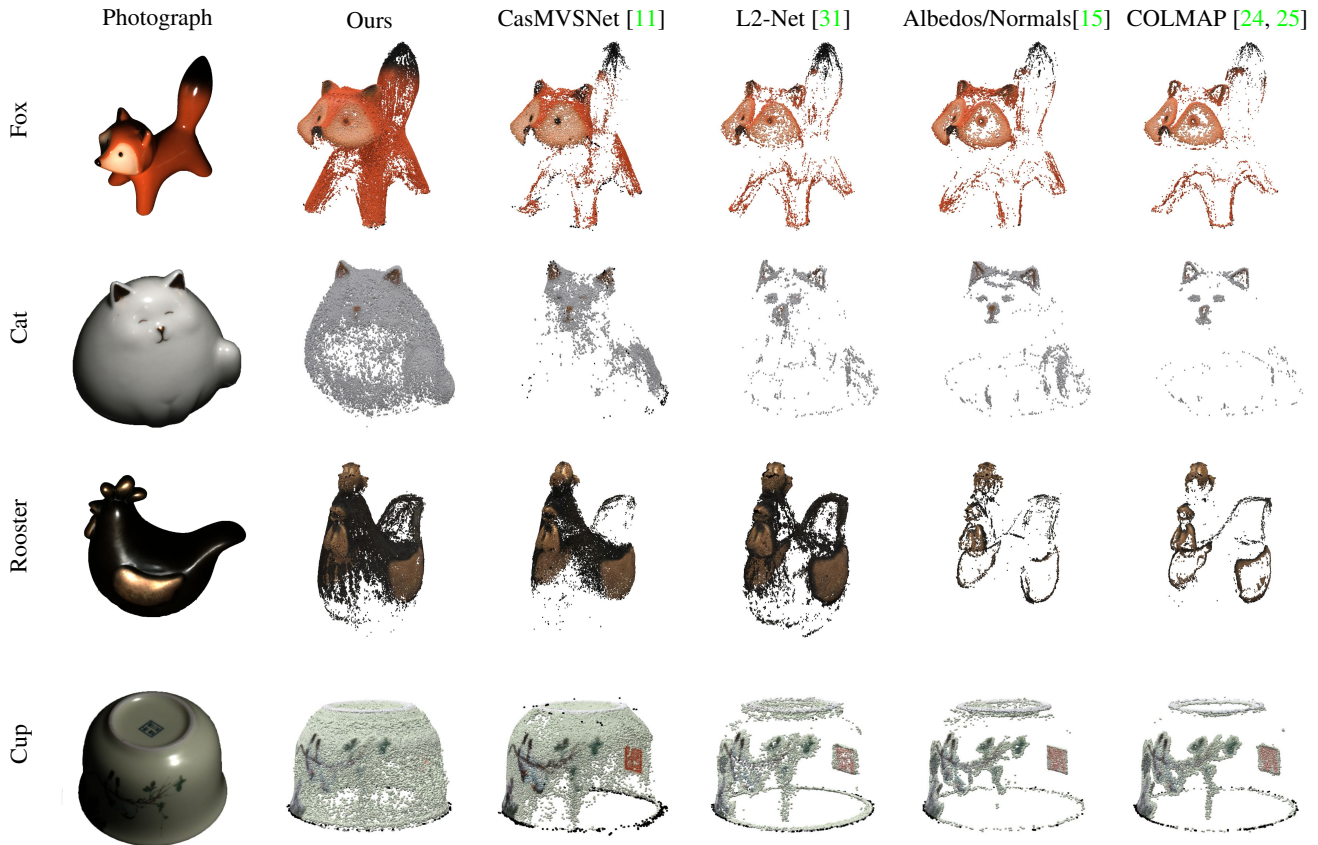 Photograph
Ours
CasMVSNet [11]
L2-Net [31]
Albedos/Normals[15]
COLMAP [24, 25]
Fox
Cat
Rooster
Cup